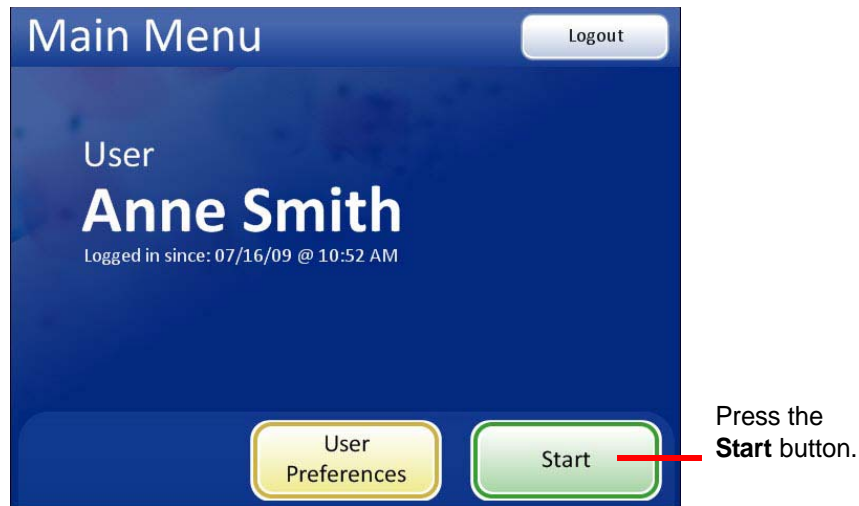 Main Menu
Logout
User
Anne Smith
Logged in since: 07/16/09 @ 10:52 AM
User
Preferences
Start
Press the
Start button.